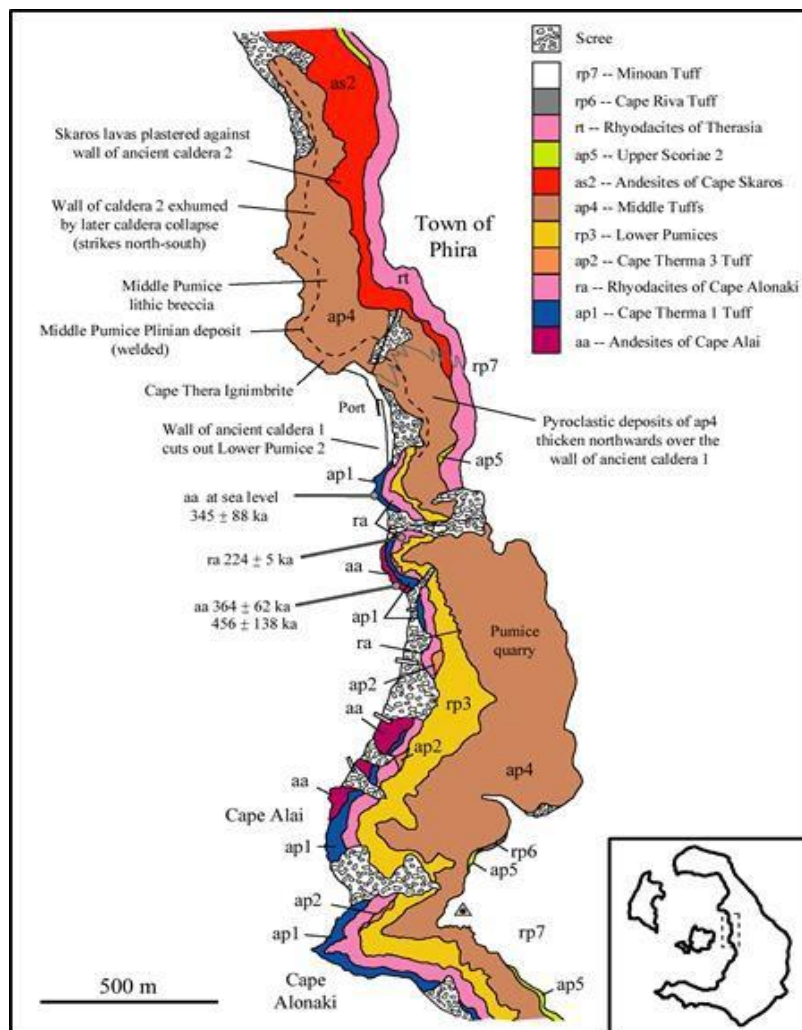 Scree
rp7 -- Minoan Tuff
rp6 -- Cape Riva Tuff
rt -- Rhyodacites of Therasia
ap5 -- Upper Scoriae 2
as2 -- Andesites of Cape Skaros
ap4 -- Middle Tuffs
rp3 -- Lower Pumices
ap2 -- Cape Therma 3 Tuff
ra -- Rhyodacites of Cape Alonaki
ap1 -- Cape Therma 1 Tuff
aa -- Andesites of Cape Alai
as2
Skaros lavas plastered against
wall of ancient caldera 2
Wall of caldera 2 exhumed
by later caldera collapse
(strikes north-south)
Town of
Phira
rt
Middle Pumice
lithic breccia
ap4
Middle Pumice Plinian deposit
(welded)
rp7
Cape Thera Ignimbrite
Port
Wall of ancient caldera 1
cuts out Lower Pumice 2
Pyroclastic deposits of ap4
thicken northwards over the
wall of ancient caldera 1
ap5
ap1
aa at sea level
345 ± 88 ka
ra
ra 224 ± 5 ka
aa
aa 364 ± 62 ka
456 ± 138 ka
ap1
Pumice
quarry
ra
ap2
rp3
aa
ap2
ap4
aa
Cape Alai
ap1
rp6
ap5
ap2
ap1
rp7
Cape
Alonaki
ap5
500 m